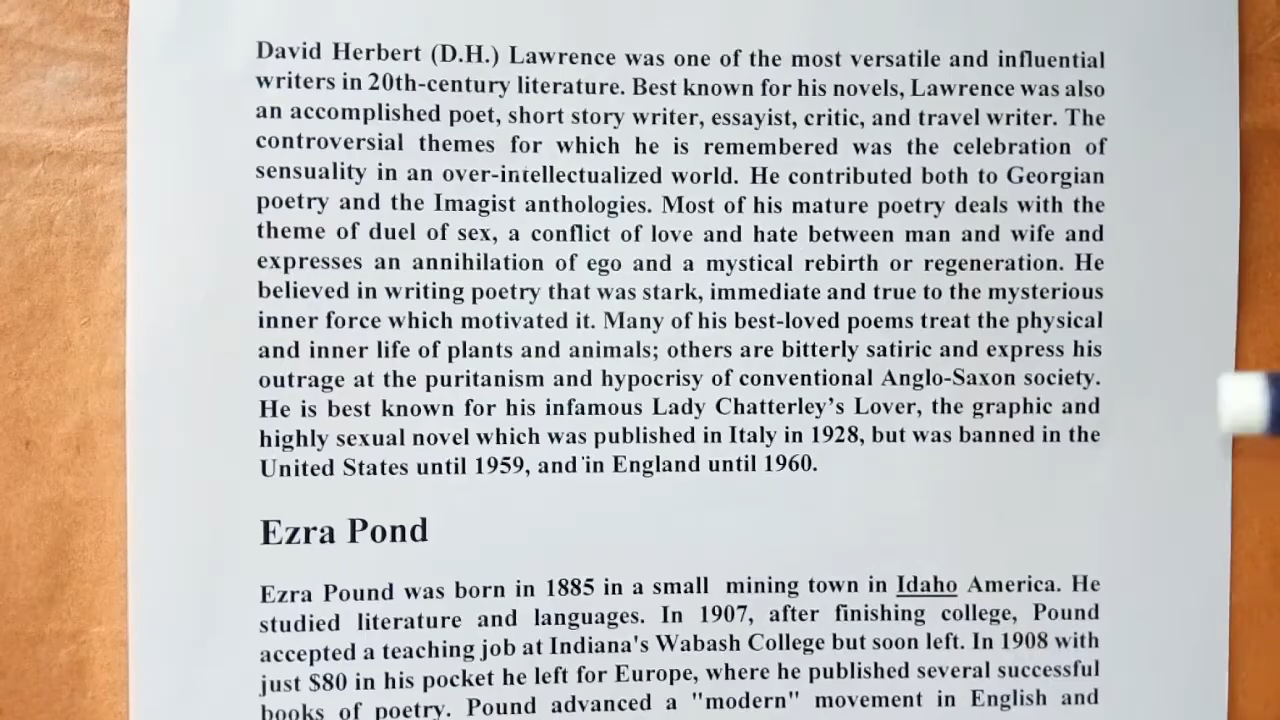 David Herbert (D.H.) Lawrence was one of the most versatile and influential
writers in 20th-century literature. Best known for his novels, Lawrence was also
an accomplished poet, short story writer, essayist, critic, and travel writer. The
controversial themes for which he is remembered was the celebration of
sensuality in an over-intellectualized world. He contributed both to Georgian
poetry and the Imagist anthologies. Most of his mature poetry deals with the
theme of duel of sex, a conflict of love and hate between man and wife and
expresses an annihilation of ego and a mystical rebirth or regeneration. He
believed in writing poetry that was stark, immediate and true to the mysterious
inner force which motivated it. Many of his best-loved poems treat the physical
and inner life of plants and animals; others are bitterly satiric and express his
outrage at the puritanism and hypocrisy of conventional Anglo-Saxon society.
He is best known for his infamous Lady Chatterley's Lover, the graphic and
highly sexual novel which was published in Italy in 1928, but was banned in the
United States until 1959, and in England until 1960.
Ezra Pond
Ezra Pound was born in 1885 in a small mining town in Idaho America. He
studied literature and languages. In 1907, after finishing college, Pound
accepted a teaching job at Indiana's Wabash College but soon left. In 1908 with
just $80 in his pocket he left for Europe, where he published several successful
books of poetry. Pound advanced a "modern" movement in English and